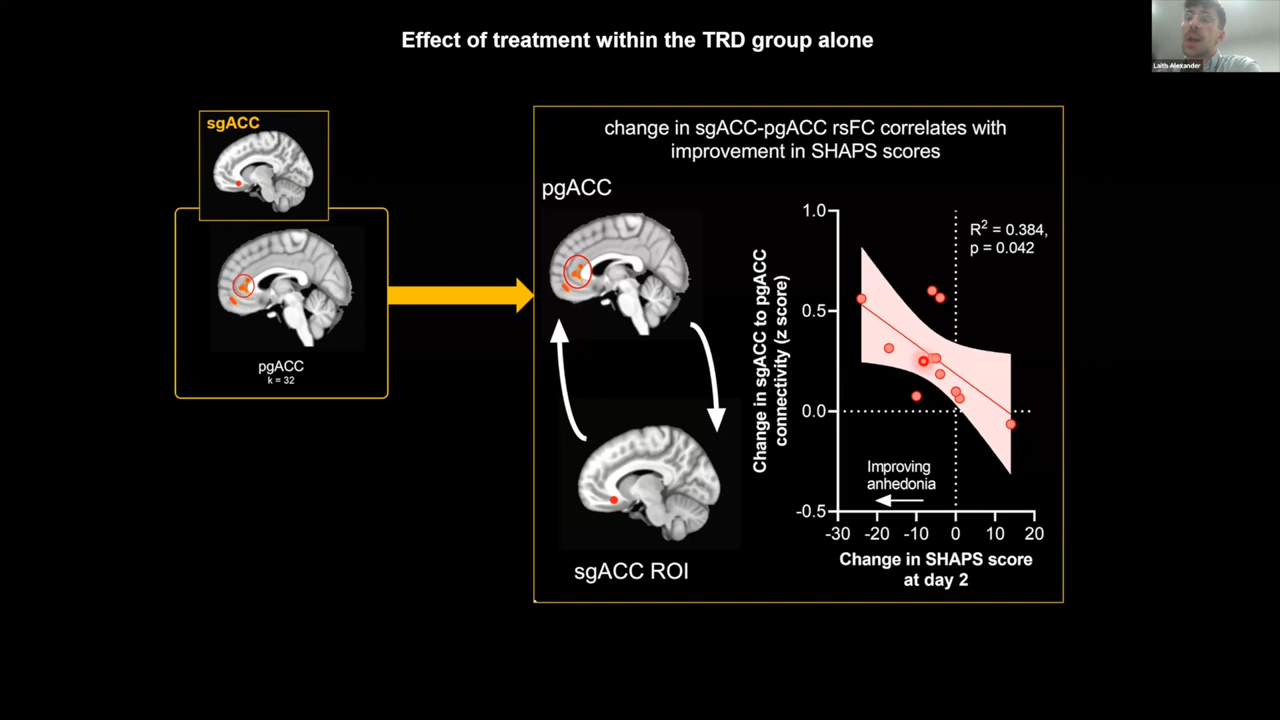 Effect of treatment within the TRD group alone
Laith Alexander
sgACC
pgACC
k = 32
change in sgACC-pgACC rsFC correlates with
improvement in SHAPS scores
pgACC
sgACC ROI
Change in sgACC to pgACC
connectivity (z score)
1.0
0.5
0.0
-0.5
R² = 0.384,
p = 0.042
Improving
anhedonia
-30 -20 -10 0 10 20
Change in SHAPS score
at day 2